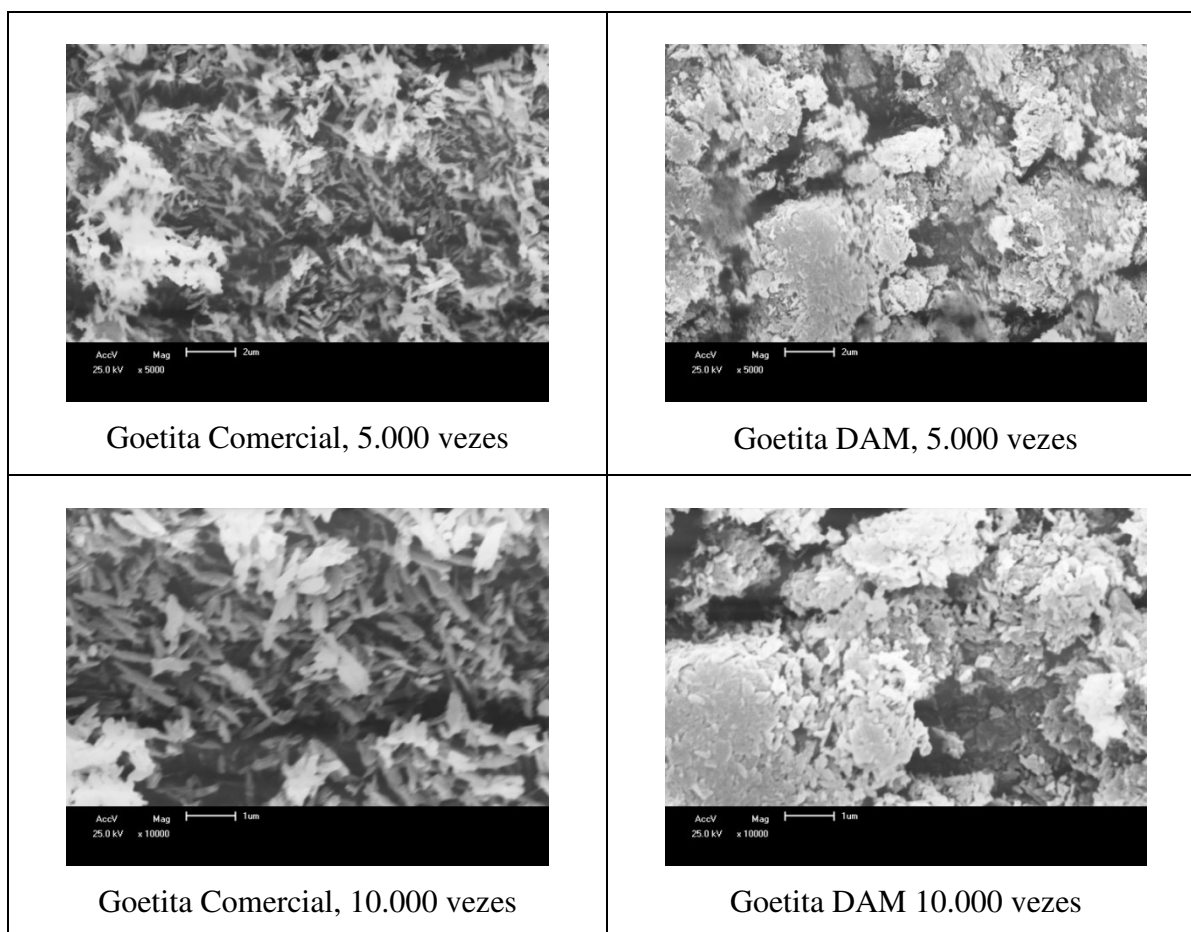 AccV Mag 2um
25.0 kV x 5000
Goetita Comercial, 5.000 vezes
AccV Mag 2um
25.0 kV x 5000
Goetita DAM, 5.000 vezes
AccV Mag 1um
25.0 kV x 10000
Goetita Comercial, 10.000 vezes
AccV Mag 1um
25.0 kV x 10000
Goetita DAM 10.000 vezes